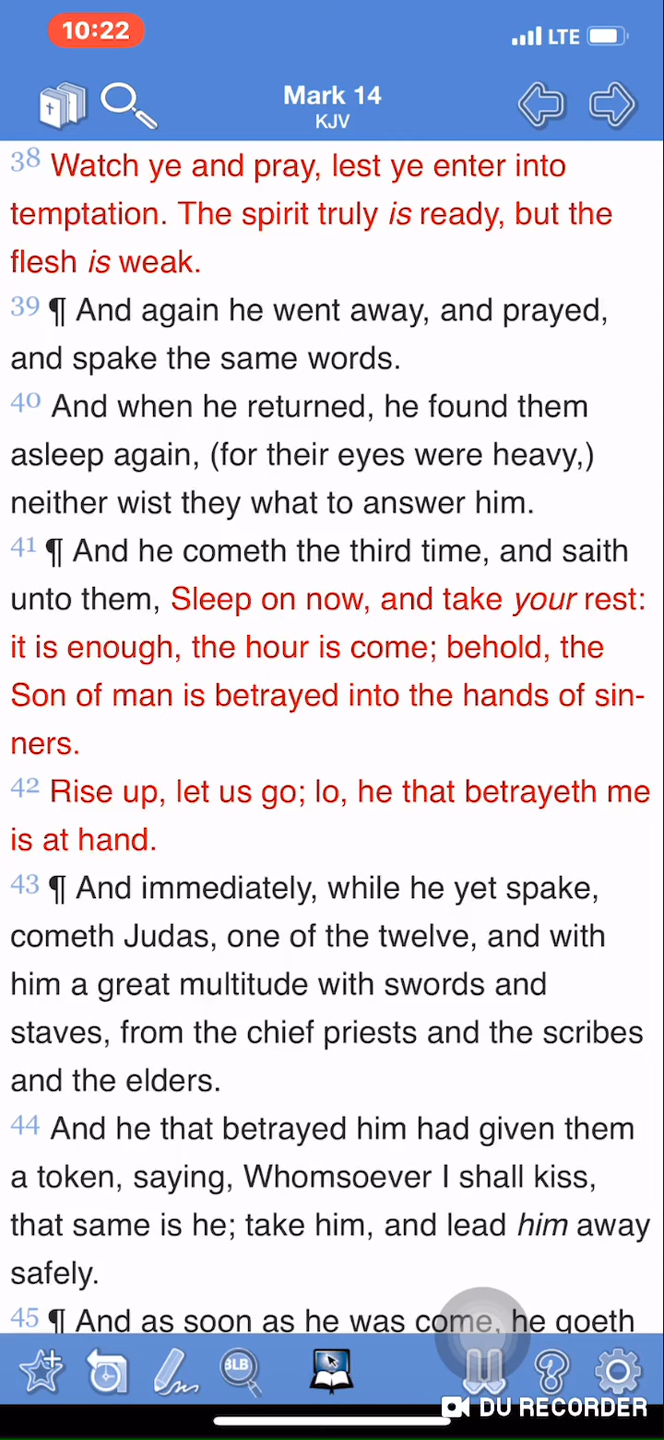 10:22
LTE
Mark 14
KJV
38 Watch ye and pray, lest ye enter into
temptation. The spirit truly is ready, but the
flesh is weak.
39 ¶ And again he went away, and prayed,
and spake the same words.
40 And when he returned, he found them
asleep again, (for their eyes were heavy,)
neither wist they what to answer him.
41 ¶ And he cometh the third time, and saith
unto them, Sleep on now, and take your rest:
it is enough, the hour is come; behold, the
Son of man is betrayed into the hands of sin-
ners.
42 Rise up, let us go; lo, he that betrayeth me
is at hand.
43 ¶ And immediately, while he yet spake,
cometh Judas, one of the twelve, and with
him a great multitude with swords and
staves, from the chief priests and the scribes
and the elders.
44 And he that betrayed him had given them
a token, saying, Whomsoever I shall kiss,
that same is he; take him, and lead him away
safely.
45 ¶ And as soon as he was come, he goeth
BLB
DU RECORDER